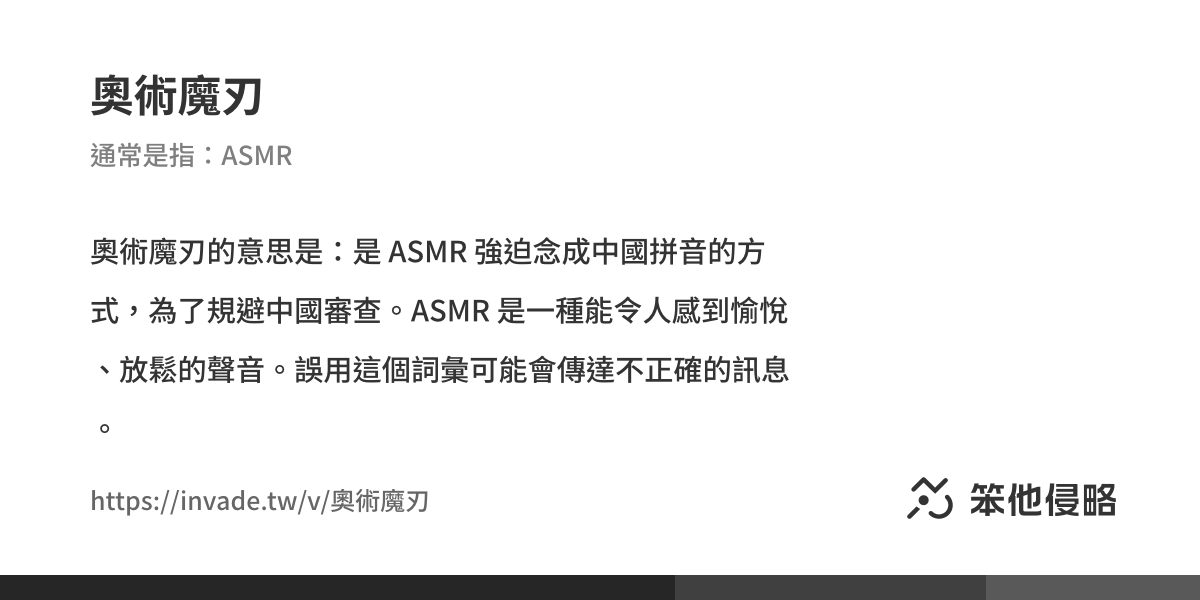 奧術魔刃
通常是指：ASMR
奧術魔刃的意思是：是 ASMR 強迫念成中國拼音的方
式，為了規避中國審查。ASMR 是一種能令人感到愉悅
、放鬆的聲音。誤用這個詞彙可能會傳達不正確的訊息
。
https://invade.tw/v/奧術魔刃
笨他侵略